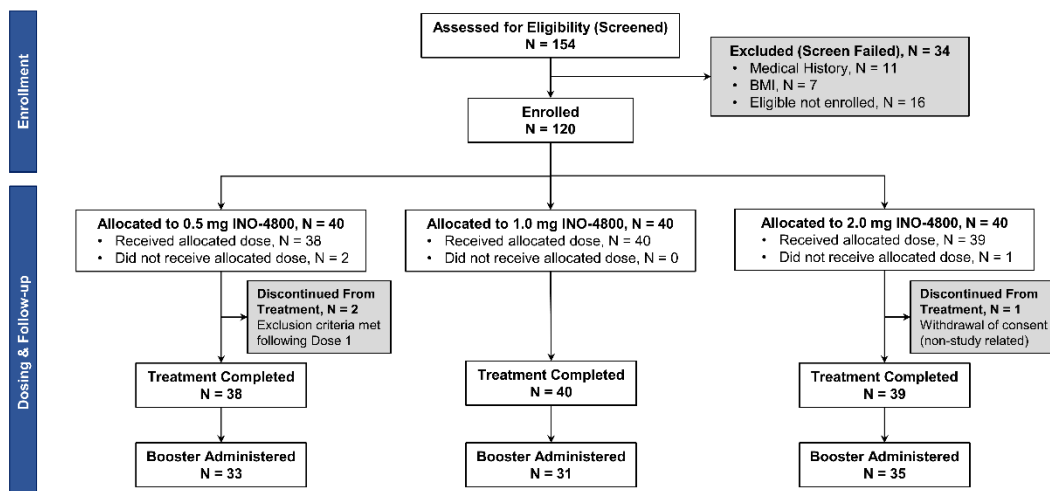 Enrollment
Assessed for Eligibility (Screened)
N = 154
Excluded (Screen Failed), N = 34
• Medical History, N = 11
• BMI, N = 7
• Eligible not enrolled, N = 16
Enrolled
N = 120
Dosing & Follow-up
Allocated to 0.5 mg INO-4800, N = 40
• Received allocated dose, N = 38
• Did not receive allocated dose, N = 2
Allocated to 1.0 mg INO-4800, N = 40
• Received allocated dose, N = 40
• Did not receive allocated dose, N = 0
Allocated to 2.0 mg INO-4800, N = 40
• Received allocated dose, N = 39
• Did not receive allocated dose, N = 1
Discontinued From
Treatment, N = 2
Exclusion criteria met
following Dose 1
Discontinued From
Treatment, N = 1
Withdrawal of consent
(non-study related)
Treatment Completed
N = 38
Treatment Completed
N = 40
Treatment Completed
N = 39
Booster Administered
N = 33
Booster Administered
N = 31
Booster Administered
N = 35